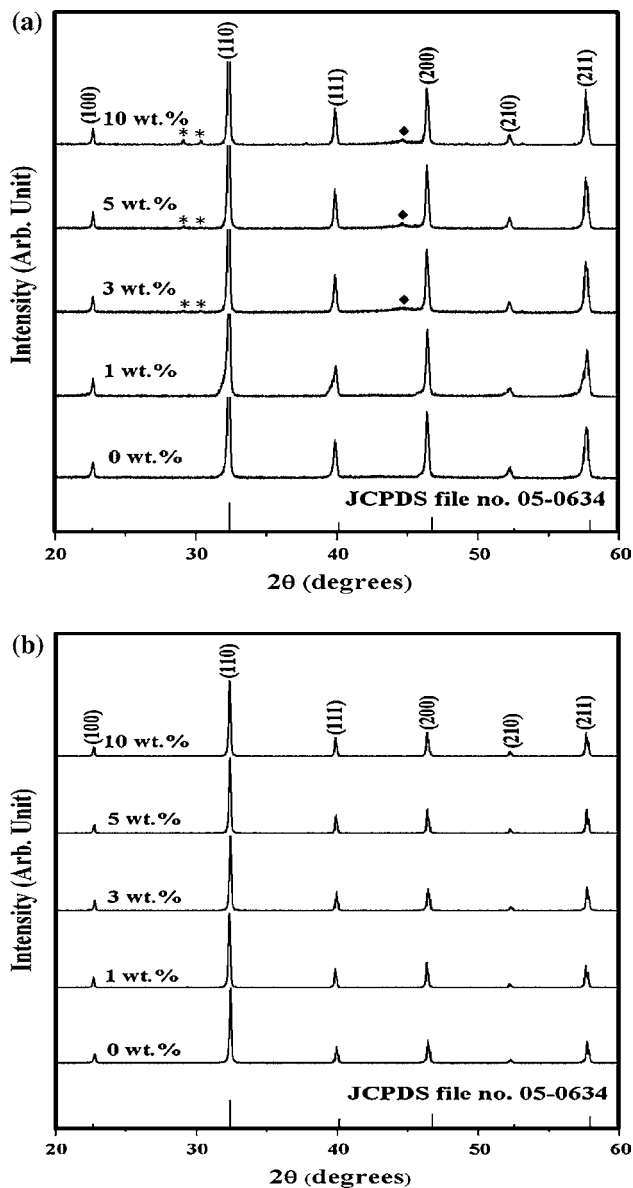 (a)
(100)
(110)
(111)
(200)
(210)
(211)
10 wt.%
* *
◆
5 wt.%
* *
◆
3 wt.%
* *
◆
1 wt.%
0 wt.%
JCPDS file no. 05-0634
Intensity (Arb. Unit)
20 30 40 50 60
2θ (degrees)
(b)
(100)
(110)
(111)
(200)
(210)
(211)
10 wt.%
5 wt.%
3 wt.%
1 wt.%
0 wt.%
JCPDS file no. 05-0634
Intensity (Arb. Unit)
20 30 40 50 60
2θ (degrees)